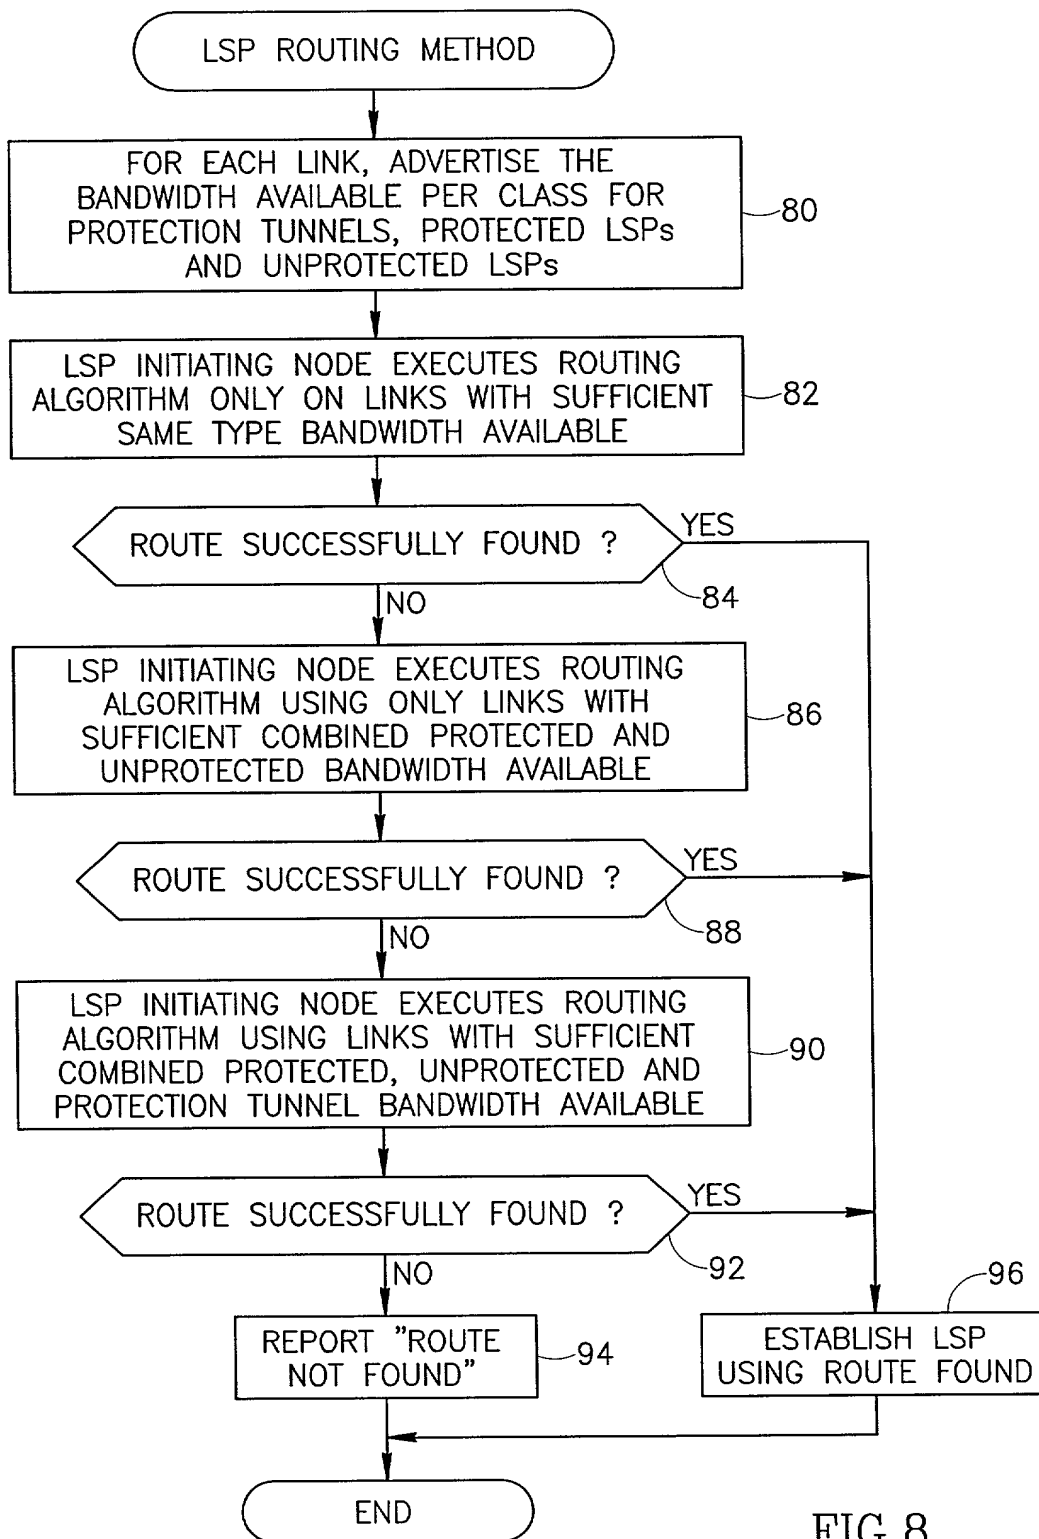 LSP ROUTING METHOD
FOR EACH LINK, ADVERTISE THE
BANDWIDTH AVAILABLE PER CLASS FOR
PROTECTION TUNNELS, PROTECTED LSPs
AND UNPROTECTED LSPs
80
LSP INITIATING NODE EXECUTES ROUTING
ALGORITHM ONLY ON LINKS WITH SUFFICIENT
SAME TYPE BANDWIDTH AVAILABLE
82
ROUTE SUCCESSFULLY FOUND ?
YES
84
NO
LSP INITIATING NODE EXECUTES ROUTING
ALGORITHM USING ONLY LINKS WITH
SUFFICIENT COMBINED PROTECTED AND
UNPROTECTED BANDWIDTH AVAILABLE
86
ROUTE SUCCESSFULLY FOUND ?
YES
88
NO
LSP INITIATING NODE EXECUTES ROUTING
ALGORITHM USING LINKS WITH SUFFICIENT
COMBINED PROTECTED, UNPROTECTED AND
PROTECTION TUNNEL BANDWIDTH AVAILABLE
90
ROUTE SUCCESSFULLY FOUND ?
YES
92
NO
REPORT "ROUTE
NOT FOUND"
94
96
ESTABLISH LSP
USING ROUTE FOUND
END
FIG.8